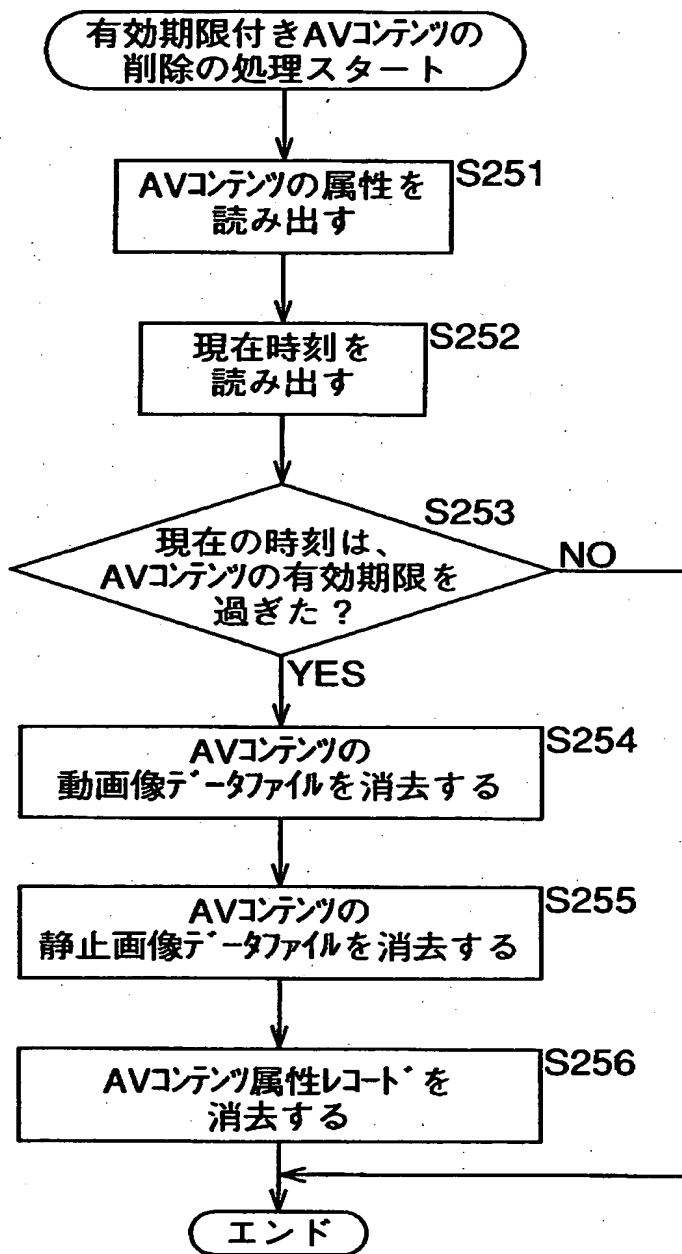 有効期限付きAVコンテンツの
削除の処理スタート
S251
AVコンテンツの属性を
読み出す
S252
現在時刻を
読み出す
S253
現在の時刻は、
AVコンテンツの有効期限を
過ぎた？
NO
YES
S254
AVコンテンツの
動画像データファイルを消去する
S255
AVコンテンツの
静止画像データファイルを消去する
S256
AVコンテンツ属性レコードを
消去する
エンド